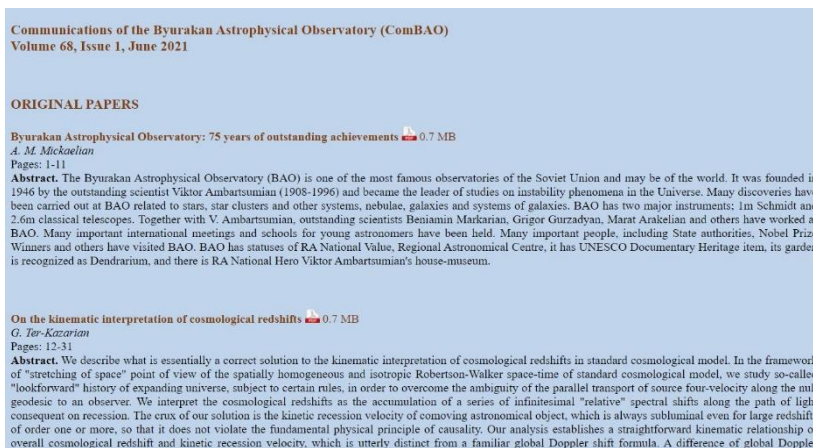 Communications of the Byurakan Astrophysical Observatory (ComBAO)
Volume 68, Issue 1, June 2021
ORIGINAL PAPERS
Byurakan Astrophysical Observatory: 75 years of outstanding achievements 0.7 MB
A. M. Mickaelian
Pages: 1-11
Abstract. The Byurakan Astrophysical Observatory (BAO) is one of the most famous observatories of the Soviet Union and may be of the world. It was founded
1946 by the outstanding scientist Viktor Ambartsumian (1908-1996) and became the leader of studies on instability phenomena in the Universe. Many discoveries hav
been carried out at BAO related to stars, star clusters and other systems, nebulae, galaxies and systems of galaxies. BAO has two major instruments; 1m Schmidt an
2.6m classical telescopes. Together with V. Ambartsumian, outstanding scientists Beniamin Markarian, Grigor Gurzadyan, Marat Arakelian and others have worked
BAO. Many important international meetings and schools for young astronomers have been held. Many important people, including State authorities, Nobel Priz
Winners and others have visited BAO. BAO has statuses of RA National Value, Regional Astronomical Centre, it has UNESCO Documentary Heritage item, its garde
is recognized as Dendrarium, and there is RA National Hero Viktor Ambartsumian's house-museum.
On the kinematic interpretation of cosmological redshifts 0.7 MB
G. Ter-Kazarian
Pages: 12-31
Abstract. We describe what is essentially a correct solution to the kinematic interpretation of cosmological redshifts in standard cosmological model. In the framework
of "stretching of space" point of view of the spatially homogeneous and isotropic Robertson-Walker space-time of standard cosmological model, we study so-calle
"lookforward" history of expanding universe, subject to certain rules, in order to overcome the ambiguity of the parallel transport of source four-velocity along the nul
geodesic to an observer. We interpret the cosmological redshifts as the accumulation of a series of infinitesimal "relative" spectral shifts along the path of ligh
consequent on recession. The crux of our solution is the kinetic recession velocity of comoving astronomical object, which is always subluminal even for large redshift
of order one or more, so that it does not violate the fundamental physical principle of causality. Our analysis establishes a straightforward kinematic relationship o
overall cosmological redshift and kinetic recession velocity, which is utterly distinct from a familiar global Doppler shift formula. A difference of global Dopple